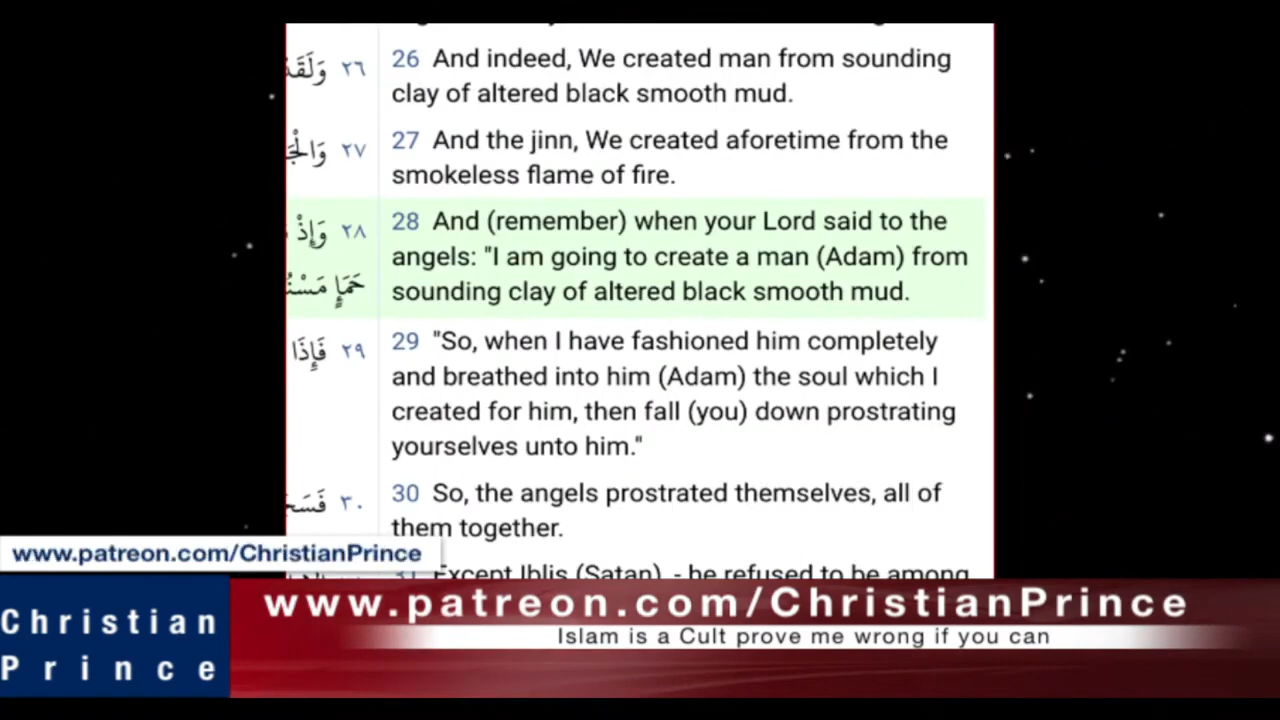 ٢٦ وَلَقَدْ
26 And indeed, We created man from sounding
clay of altered black smooth mud.
٢٧
27 And the jinn, We created aforetime from the
smokeless flame of fire.
٢٨ وَإِذْ
28 And (remember) when your Lord said to the
angels: "I am going to create a man (Adam) from
sounding clay of altered black smooth mud.
حَمَإٍ
٢٩ فَإِذَا
29 "So, when I have fashioned him completely
and breathed into him (Adam) the soul which I
created for him, then fall (you) down prostrating
yourselves unto him."
٣٠
30 So, the angels prostrated themselves, all of
them together.
Except Iblis (Satan), - he refused to be among
www.patreon.com/ChristianPrince
www.patreon.com/ChristianPrince
Islam is a Cult prove me wrong if you can
Christian
Prince